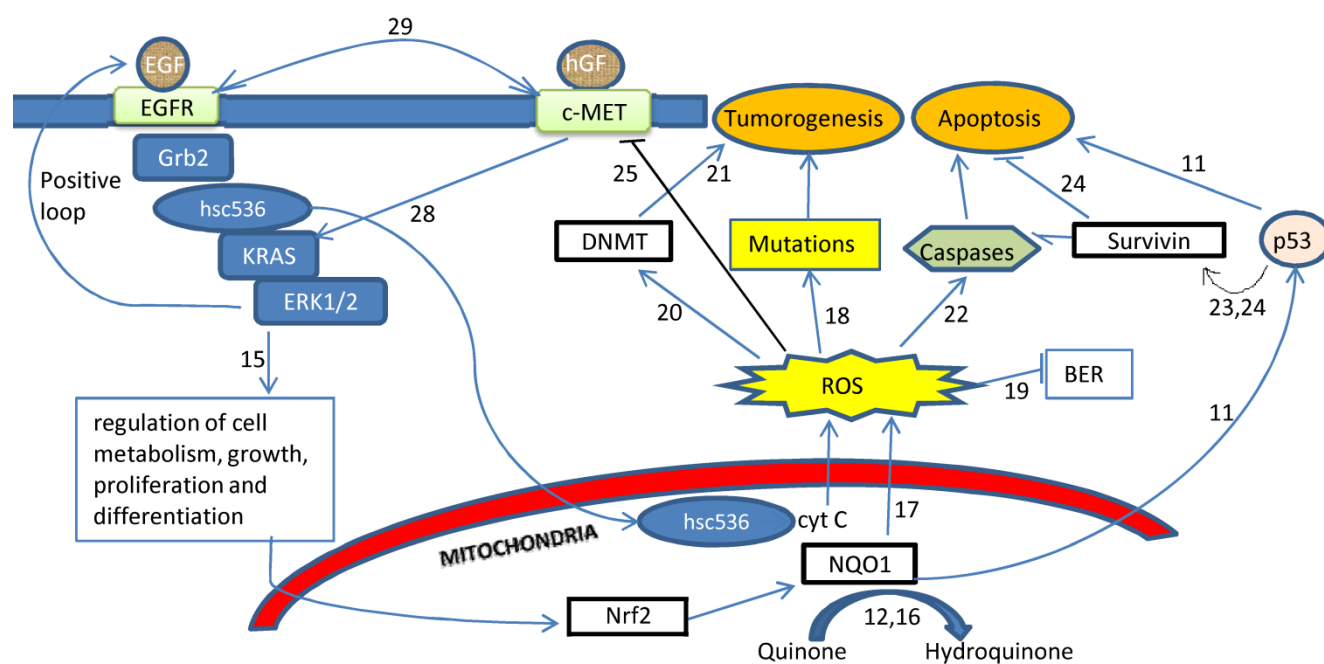 29
EGF
hGF
EGFR
c-MET
Tumorogenesis
Apoptosis
Grb2
25
21
11
Positive
loop
24
hsc536
28
DNMT
Mutations
Caspases
Survivin
p53
KRAS
ERK1/2
20
18
22
23,24
15
ROS
19
BER
regulation of cell
metabolism, growth,
proliferation and
differentiation
11
hsc536
cyt C
17
MITOCHONDRIA
NQO1
Nrf2
12,16
Quinone
Hydroquinone